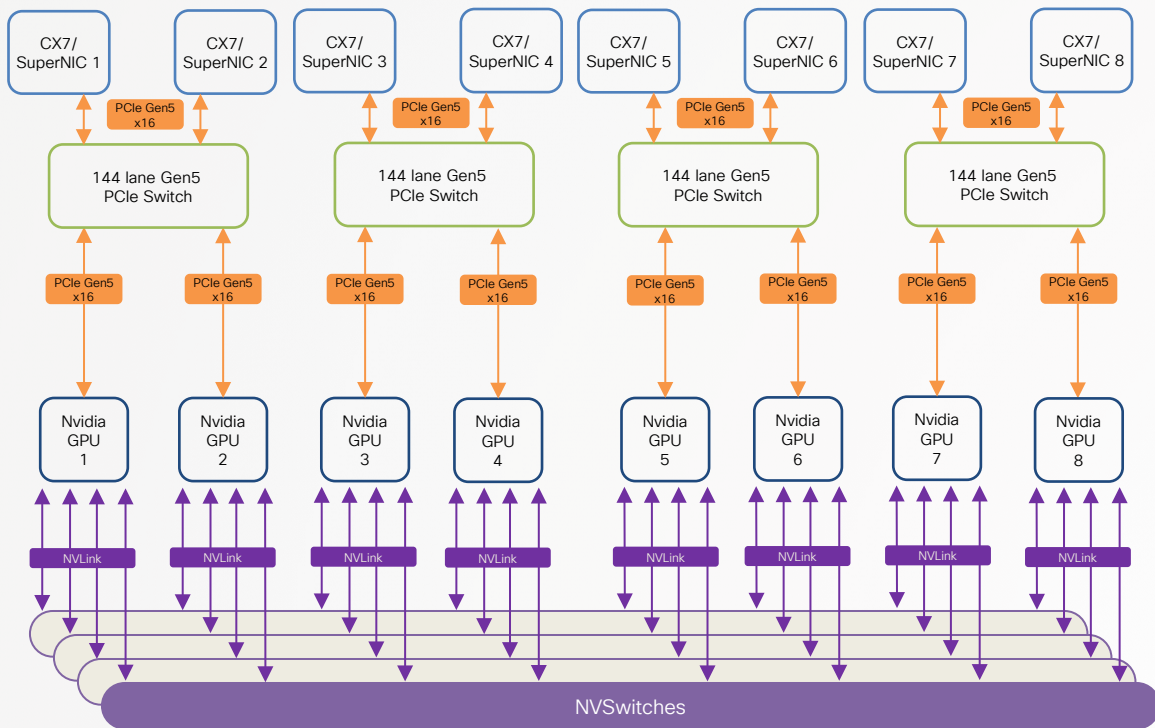 CX7/
SuperNIC 1
CX7/
SuperNIC 2
CX7/
SuperNIC 3
CX7/
SuperNIC 4
CX7/
SuperNIC 5
CX7/
SuperNIC 6
CX7/
SuperNIC 7
CX7/
SuperNIC 8
PCIe Gen5
x16
PCIe Gen5
x16
PCIe Gen5
x16
PCIe Gen5
x16
144 lane Gen5
PCIe Switch
144 lane Gen5
PCIe Switch
144 lane Gen5
PCIe Switch
144 lane Gen5
PCIe Switch
PCIe Gen5
x16
PCIe Gen5
x16
PCIe Gen5
x16
PCIe Gen5
x16
PCIe Gen5
x16
PCIe Gen5
x16
PCIe Gen5
x16
PCIe Gen5
x16
Nvidia
GPU
1
Nvidia
GPU
2
Nvidia
GPU
3
Nvidia
GPU
4
Nvidia
GPU
5
Nvidia
GPU
6
Nvidia
GPU
7
Nvidia
GPU
8
NVLink
NVLink
NVLink
NVLink
NVLink
NVLink
NVLink
NVLink
NVSwitches